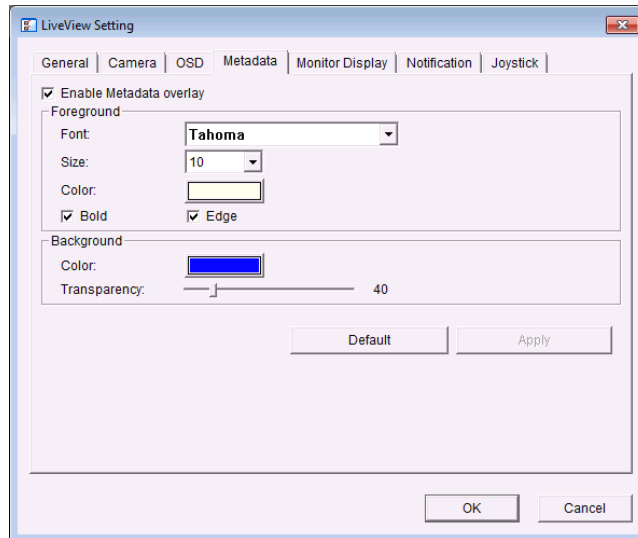 LiveView Setting
General Camera OSD Metadata Monitor Display Notification Joystick
Enable Metadata overlay
Foreground
Font: Tahoma
Size: 10
Color:
Bold Edge
Background
Color:
Transparency: 40
Default Apply
OK Cancel